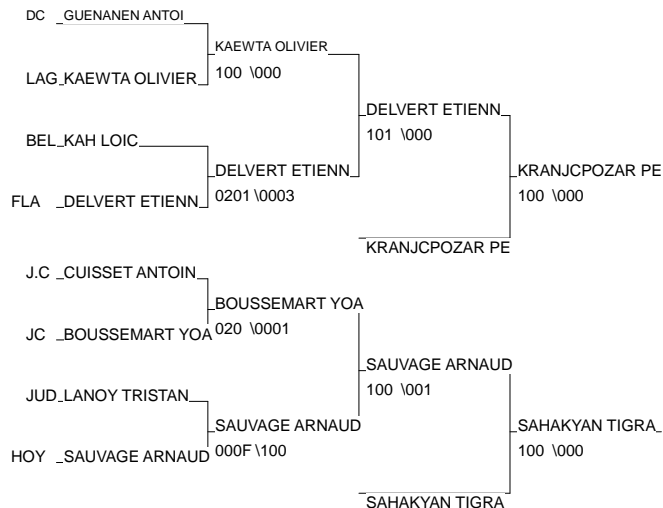 DC GUENANEN ANTOI
KAEWTA OLIVIER
100 \000
LAG KAEWTA OLIVIER
DELVERT ETIENN
101 \000
BEL KAH LOIC
DELVERT ETIENN
0201 \0003
KRANJCPOZAR PE
100 \000
FLA DELVERT ETIENN
KRANJCPOZAR PE
J.C CUISSET ANTOIN
BOUSSEMART YOA
020 \0001
JC BOUSSEMART YOA
SAUVAGE ARNAUD
100 \001
JUD LANOY TRISTAN
SAUVAGE ARNAUD
000F \100
SAHAKYAN TIGRA
100 \000
HOY SAUVAGE ARNAUD
SAHAKYAN TIGRA